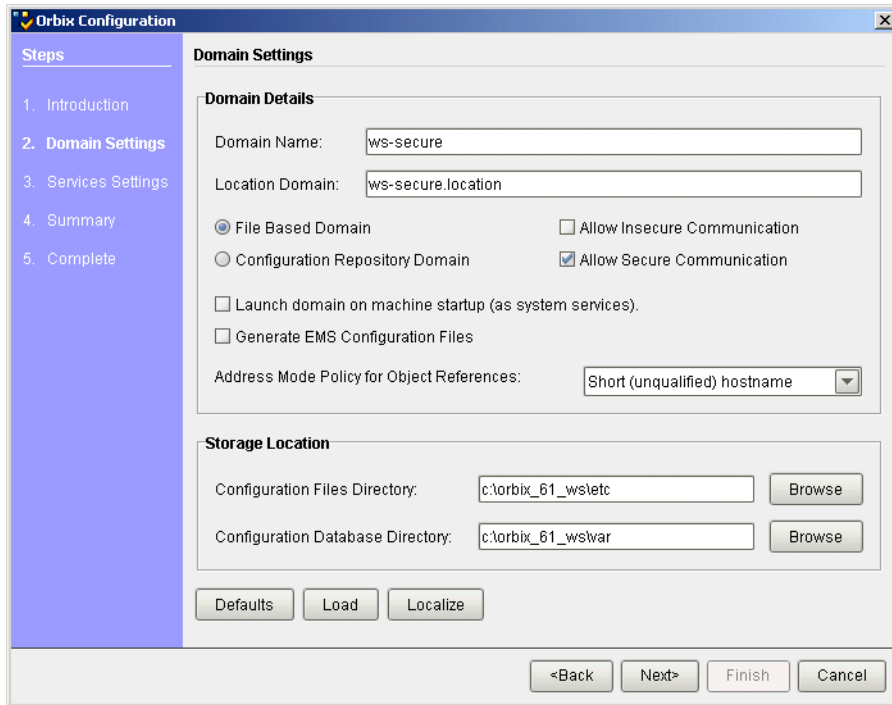 Orbix Configuration
Steps
1. Introduction
2. Domain Settings
3. Services Settings
4. Summary
5. Complete
Domain Settings
Domain Details
Domain Name: ws-secure
Location Domain: ws-secure.location
File Based Domain Allow Insecure Communication
Configuration Repository Domain Allow Secure Communication
Launch domain on machine startup (as system services).
Generate EMS Configuration Files
Address Mode Policy for Object References: Short (unqualified) hostname
Storage Location
Configuration Files Directory: c:\orbix_61_ws\etc Browse
Configuration Database Directory: c:\orbix_61_ws\var Browse
Defaults Load Localize
<Back Next> Finish Cancel